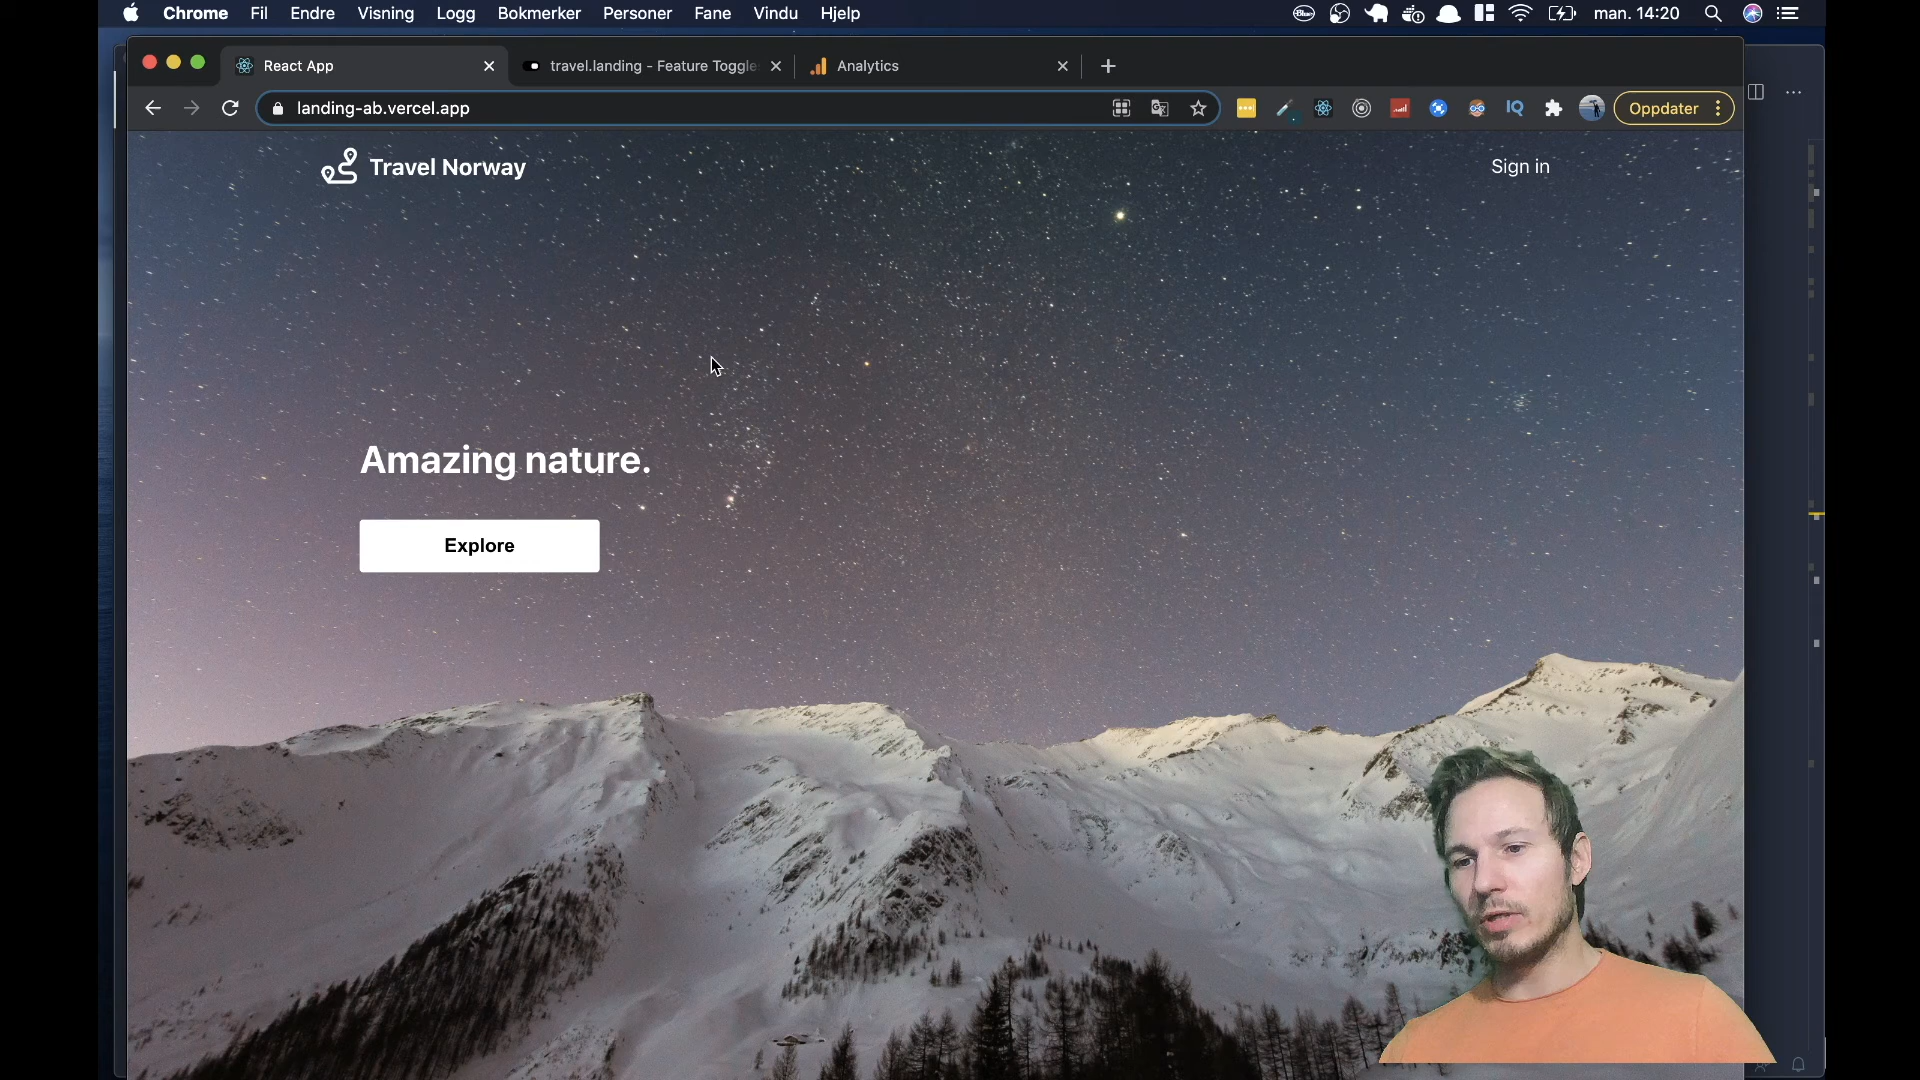 Chrome Fil Endre Visning Logg Bokmerker Personer Fane Vindu Hjelp man. 14:20
React App travel.landing - Feature Toggle Analytics
landing-ab.vercel.app IQ Oppdater
Travel Norway Sign in
Amazing nature.
Explore